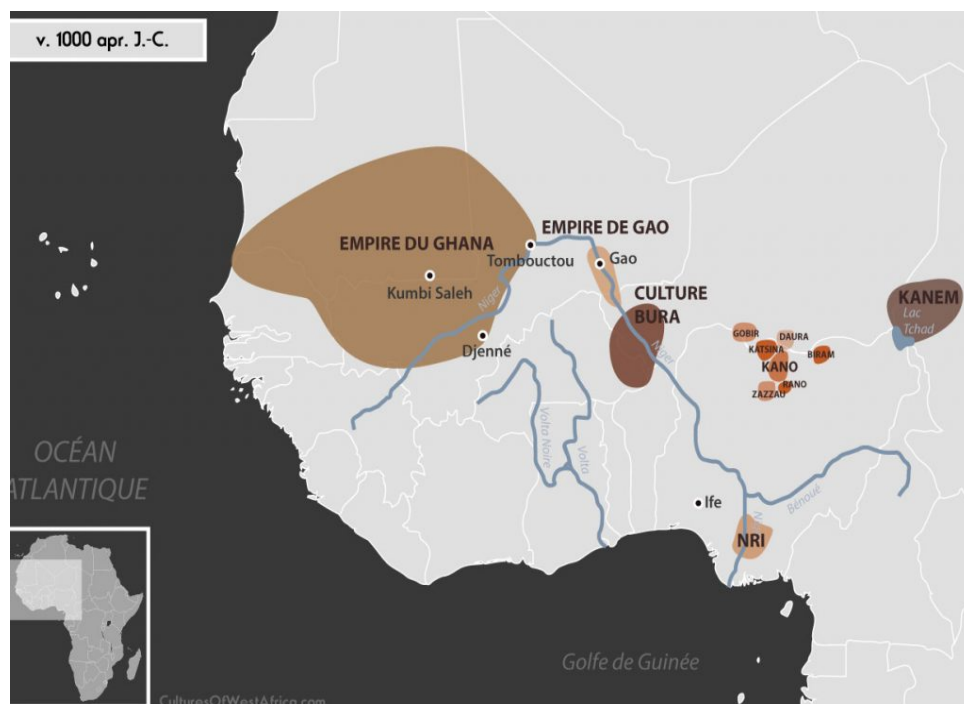 v. 1000 apr. J.-C.
EMPIRE DU GHANA
EMPIRE DE GAO
Tombouctou
Gao
Kumbi Saleh
Niger
CULTURE
BURA
KANEM
Lac
Tchad
Djenné
GOBIR
DAURA
KATSINA
BIRAM
KANO
RANO
ZAZZAU
Niger
Volta Noire
Volta
OCÉAN
ATLANTIQUE
Ife
Bénoué
NRI
Golfe de Guinée
CulturesOfWestAfrica.com